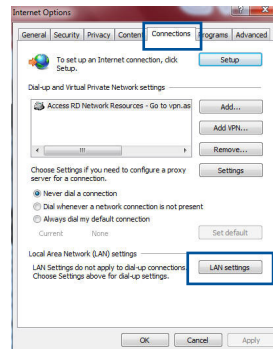 Internet Options
General Security Privacy Content Connections Programs Advanced
To set up an Internet connection, click
Setup.
Setup
Dial-up and Virtual Private Network settings
Access RD Network Resources - Go to vpn.as
Add...
Add VPN...
Remove...
Choose Settings if you need to configure a proxy
server for a connection.
Settings
Never dial a connection
Dial whenever a network connection is not present
Always dial my default connection
Current None
Set default
Local Area Network (LAN) settings
LAN Settings do not apply to dial-up connections.
Choose Settings above for dial-up settings.
LAN settings
OK Cancel Apply